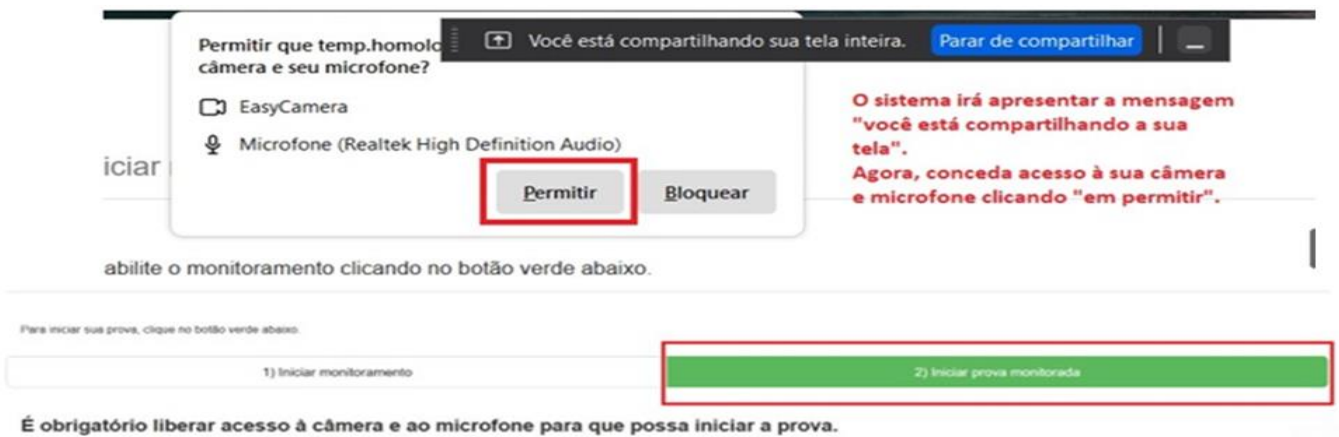 Permitir que temp.homolo
câmera e seu microfone?
EasyCamera
Microfone (Realtek High Definition Audio)
Permitir Bloquear
Você está compartilhando sua tela inteira. Parar de compartilhar
O sistema irá apresentar a mensagem
"você está compartilhando a sua
tela".
Agora, conceda acesso à sua câmera
e microfone clicando "em permitir".
iciar
abilite o monitoramento clicando no botão verde abaixo.
Para iniciar sua prova, clique no botão verde abaixo.
1) Iniciar monitoramento 2) Iniciar prova monitorada
É obrigatório liberar acesso à câmera e ao microfone para que possa iniciar a prova.